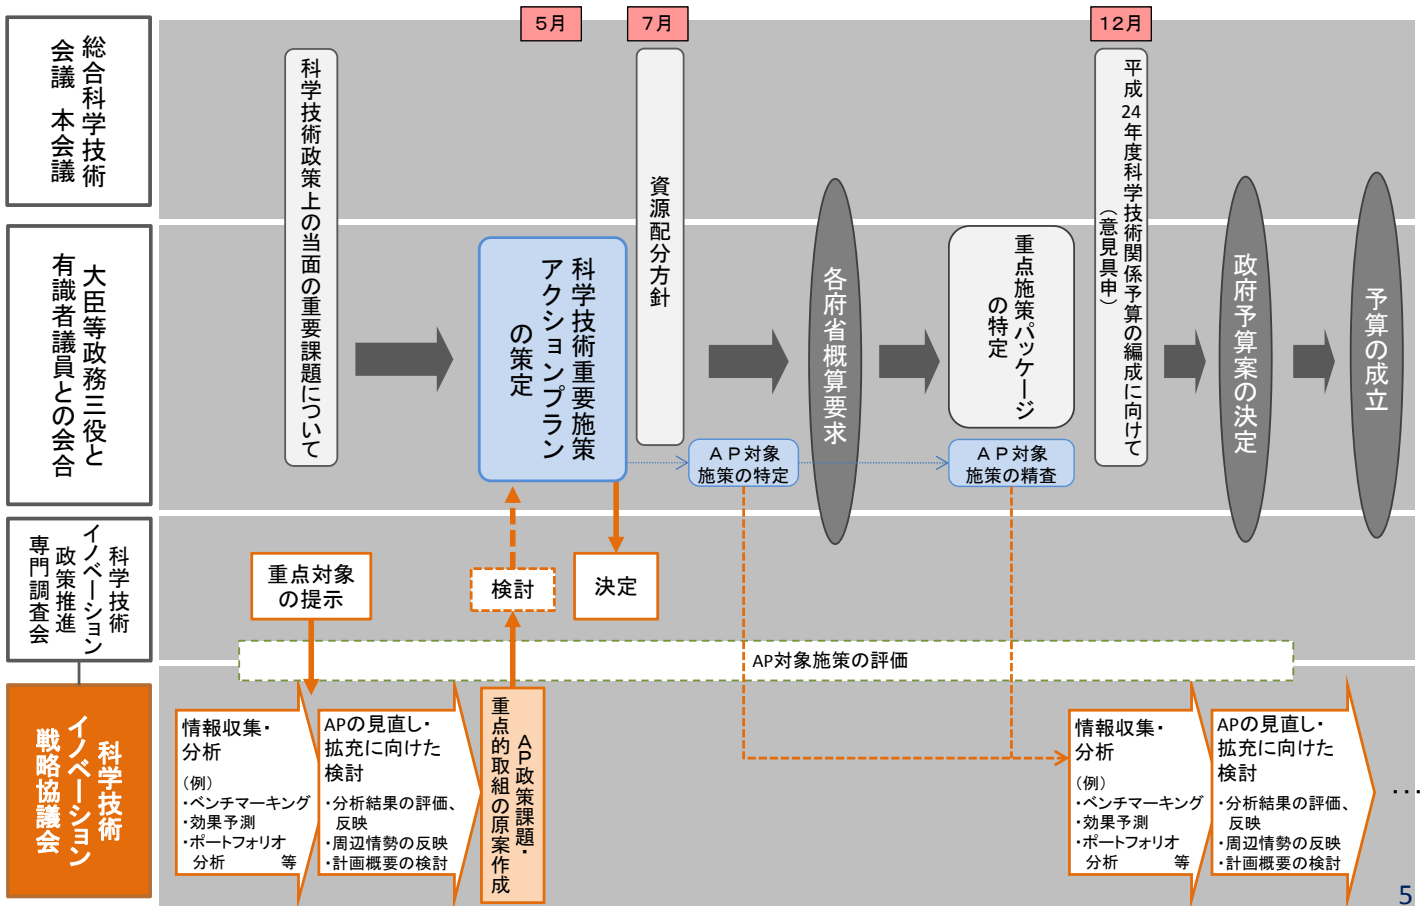 5月
7月
12月
総合科学技術
会議 本会議
大臣等政務三役と
有識者議員との会合
科学技術
イノベーション
政策推進
専門調査会
科学技術
イノベーション
戦略協議会
科学技術政策上の当面の重要課題について
科学技術重要施策
アクションプラン
の策定
資源配分方針
各府省概算要求
重点施策パッケージ
の特定
平成24年度科学技術関係予算の編成に向けて
（意見具申）
政府予算案の決定
予算の成立
AP対象
施策の特定
AP対象
施策の精査
重点対象
の提示
検討
決定
AP対象施策の評価
情報収集・
分析
（例）
・ベンチマーキング
・効果予測
・ポートフォリオ
分析 等
APの見直し・
拡充に向けた
検討
・分析結果の評価、
反映
・周辺情勢の反映
・計画概要の検討
AP政策課題・
重点的取組の原案作成
情報収集・
分析
（例）
・ベンチマーキング
・効果予測
・ポートフォリオ
分析 等
APの見直し・
拡充に向けた
検討
・分析結果の評価、
反映
・周辺情勢の反映
・計画概要の検討
…
5